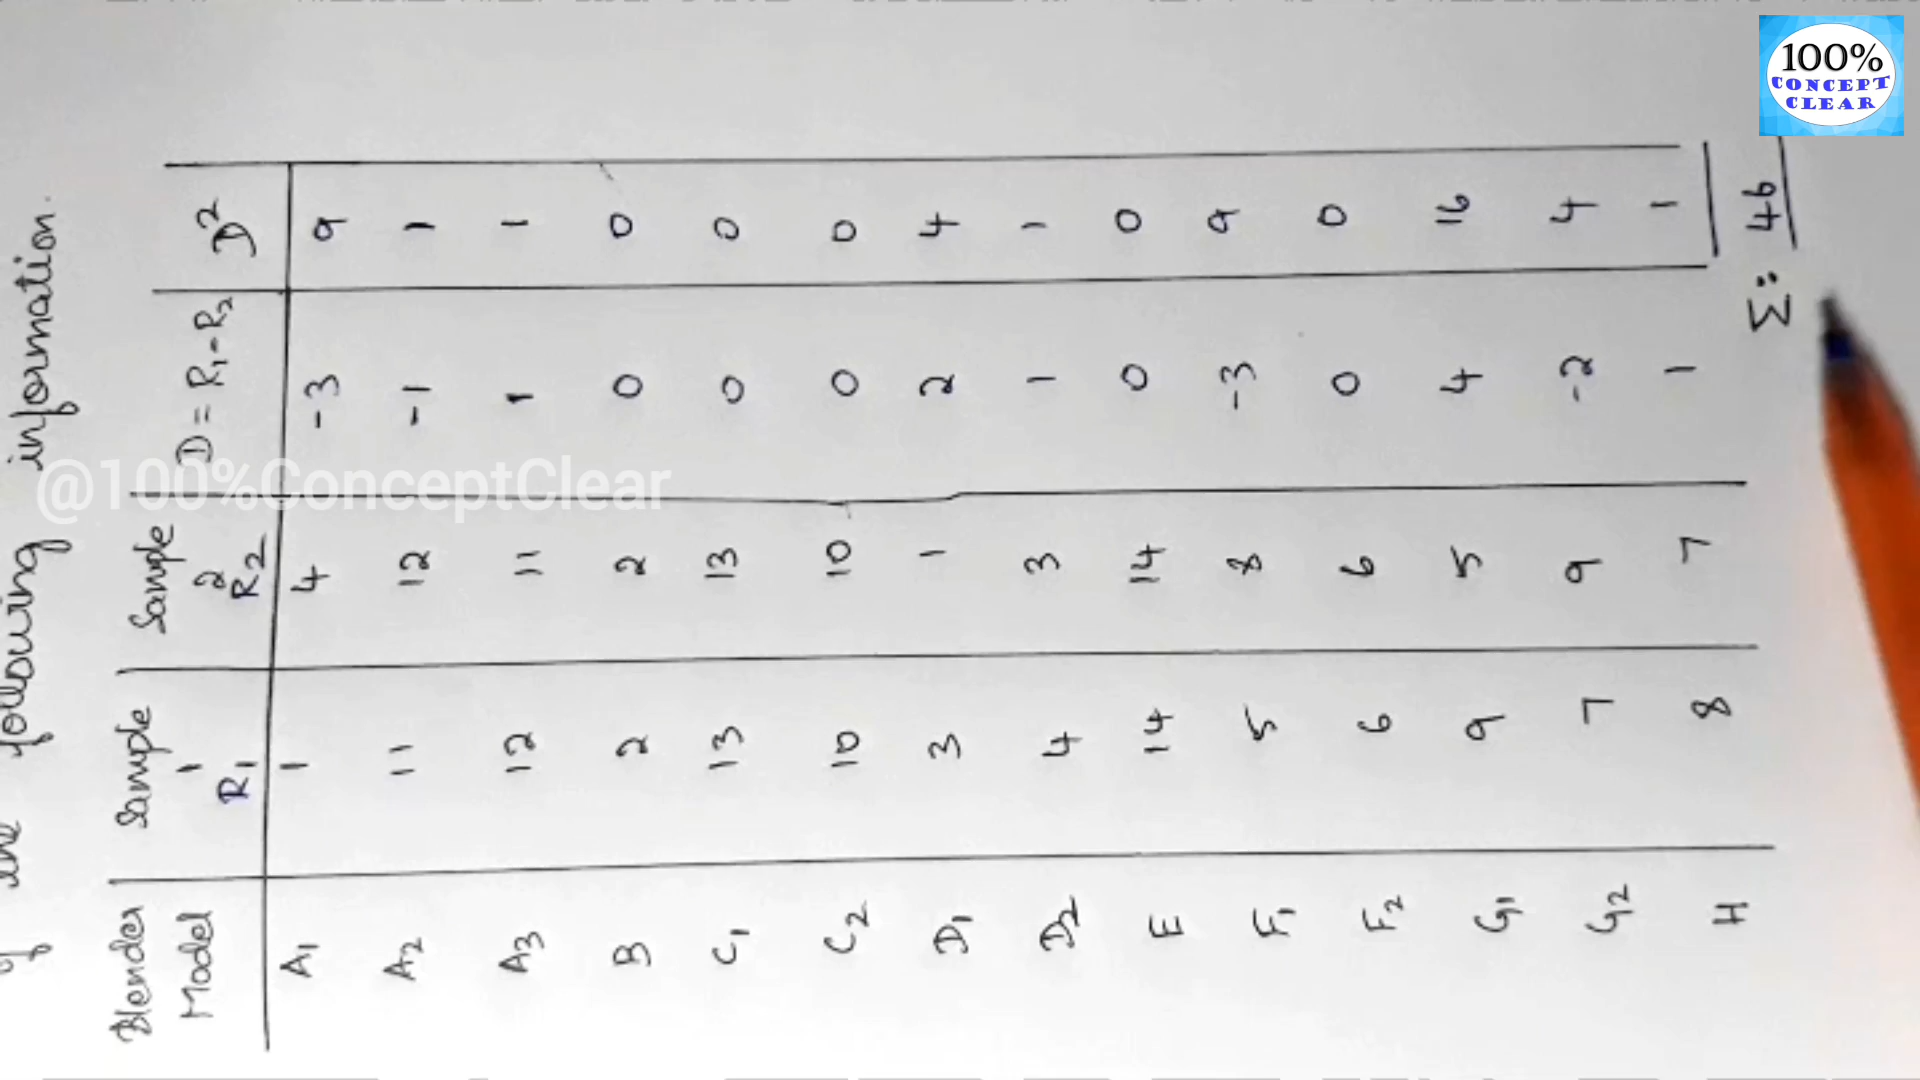 of the following information.
Blender Model Sample 1 R1 Sample 2 R2 D = R1-R2 D2
A1 1 4 -3 9
A2 11 12 -1 1
A3 12 11 1 1
B 2 2 0 0
C1 13 13 0 0
C2 10 10 0 0
D1 3 1 2 4
D2 4 3 1 1
E 14 14 0 0
F1 5 8 -3 9
F2 6 6 0 0
G1 9 5 4 16
G2 7 9 -2 4
H 8 7 1 1
Σ: 46
@100%ConceptClear
100%
CONCEPT
CLEAR